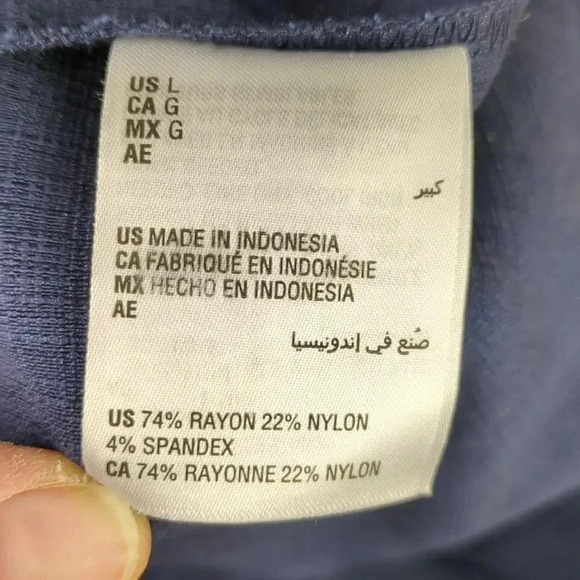 US L
CA G
MX G
AE
كبير
US MADE IN INDONESIA
CA FABRIQUÉ EN INDONÉSIE
MX HECHO EN INDONESIA
AE
صُنع في إندونيسيا
US 74% RAYON 22% NYLON
4% SPANDEX
CA 74% RAYONNE 22% NYLON